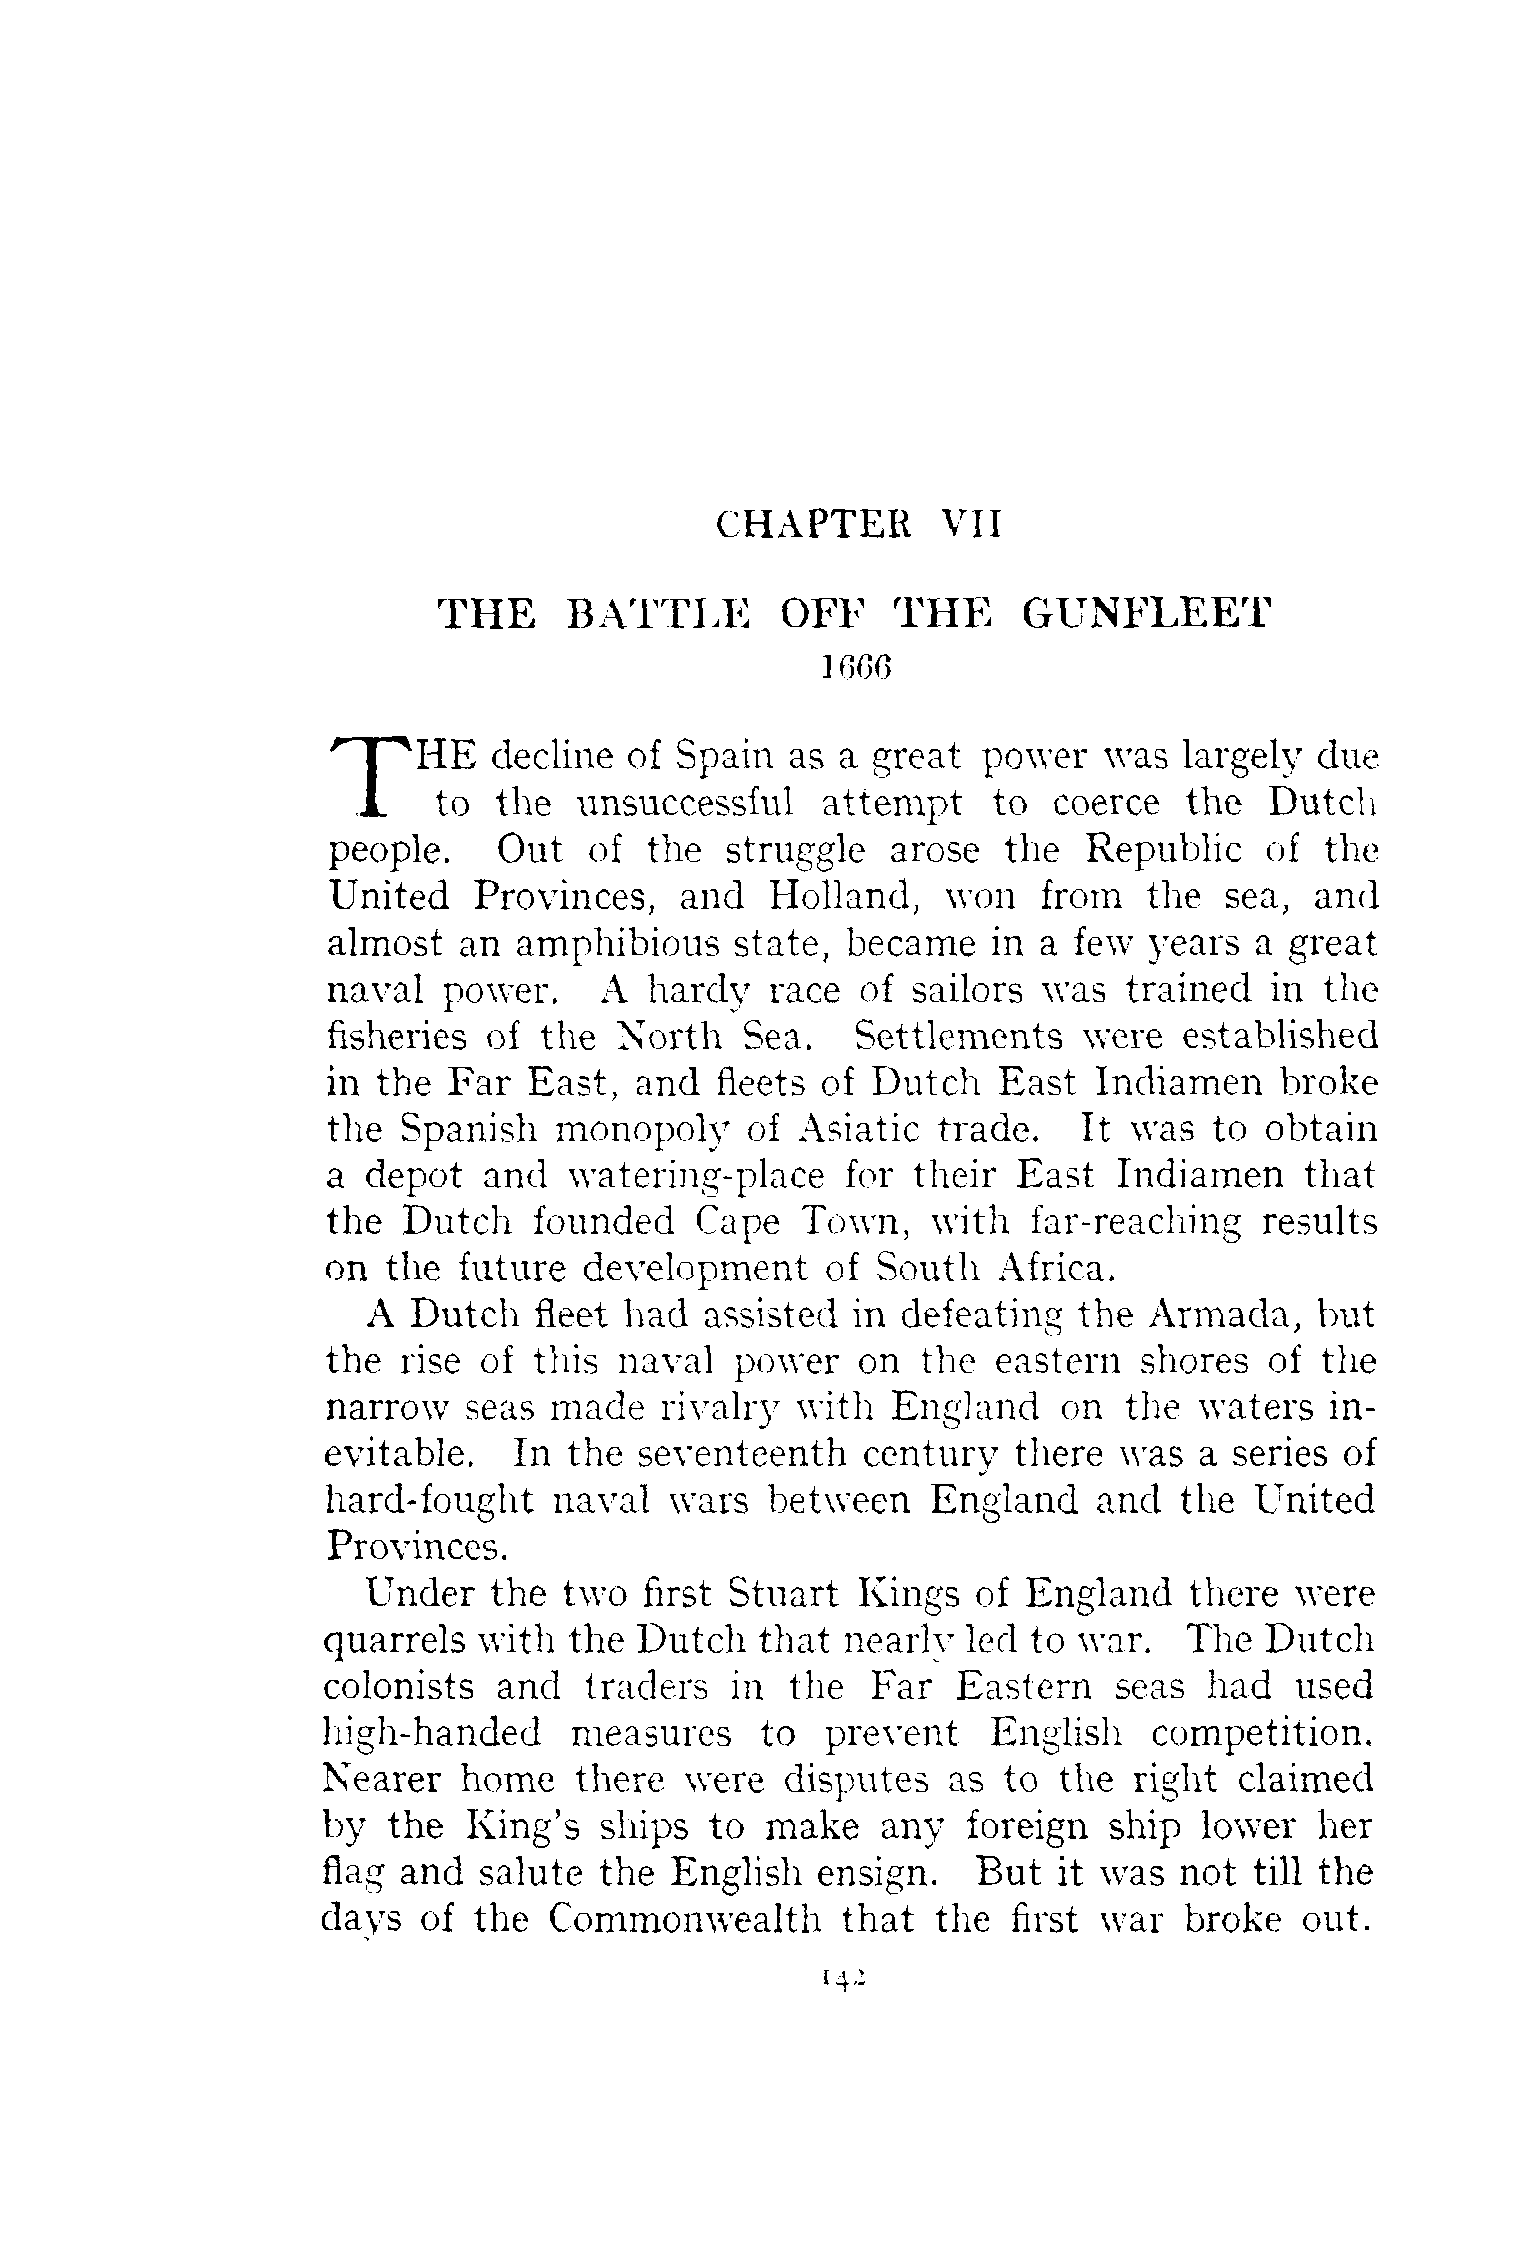 CHAPTER VII
THE BATTLE OFF THE GUNFLEET
1666
THE decline of Spain as a great power was largely due
to the unsuccessful attempt to coerce the Dutch
people. Out of the struggle arose the Republic of the
United Provinces, and Holland, won from the sea, and
almost an amphibious state, became in a few years a great
naval power. A hardy race of sailors was trained in the
fisheries of the North Sea. Settlements were established
in the Far East, and fleets of Dutch East Indiamen broke
the Spanish monopoly of Asiatic trade. It was to obtain
a depot and watering-place for their East Indiamen that
the Dutch founded Cape Town, with far-reaching results
on the future development of South Africa.
A Dutch fleet had assisted in defeating the Armada, but
the rise of this naval power on the eastern shores of the
narrow seas made rivalry with England on the waters in-
evitable. In the seventeenth century there was a series of
hard-fought naval wars between England and the United
Provinces.
Under the two first Stuart Kings of England there were
quarrels with the Dutch that nearly led to war. The Dutch
colonists and traders in the Far Eastern seas had used
high-handed measures to prevent English competition.
Nearer home there were disputes as to the right claimed
by the King's ships to make any foreign ship lower her
flag and salute the English ensign. But it was not till the
days of the Commonwealth that the first war broke out.
142